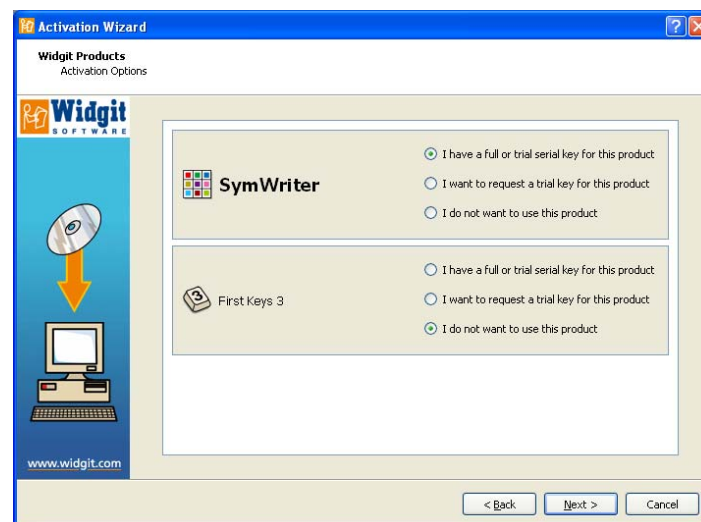 Activation Wizard
Widgit Products
Activation Options
Widgit
SOFTWARE
SymWriter
I have a full or trial serial key for this product
I want to request a trial key for this product
I do not want to use this product
3
First Keys 3
I have a full or trial serial key for this product
I want to request a trial key for this product
I do not want to use this product
www.widgit.com
< Back
Next >
Cancel